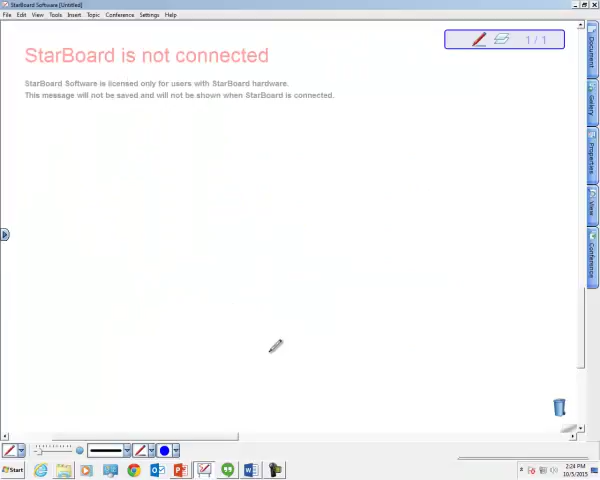 StarBoard Software [Untitled]
File Edit View Tools Insert Topic Conference Settings Help
StarBoard is not connected
1 / 1
StarBoard Software is licensed only for users with StarBoard hardware.
This message will not be saved and will not be shown when StarBoard is connected.
Document
Gallery
Properties
View
Conference
Start
2:24 PM
10/5/2015